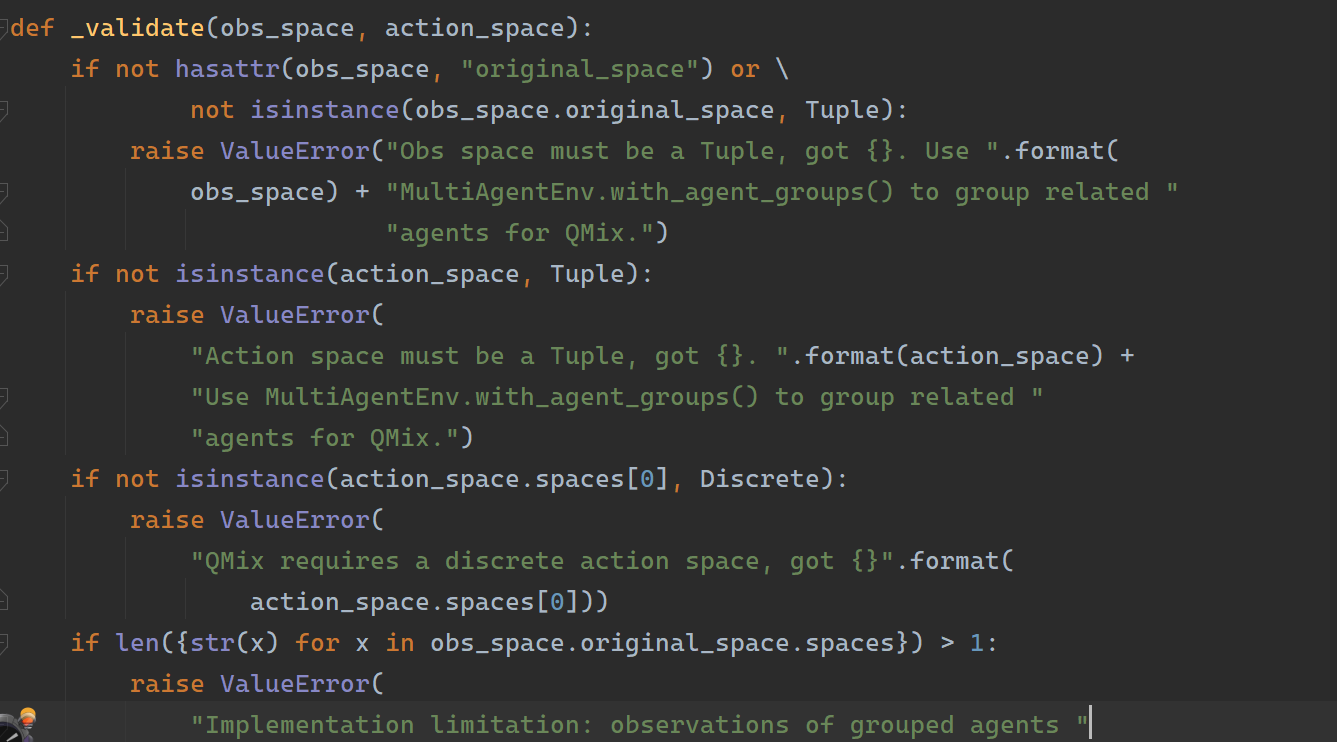 def _validate(obs_space, action_space):
    if not hasattr(obs_space, "original_space") or \
            not isinstance(obs_space.original_space, Tuple):
        raise ValueError("Obs space must be a Tuple, got {}. Use ".format(
            obs_space) + "MultiAgentEnv.with_agent_groups() to group related "
                         "agents for QMix.")
    if not isinstance(action_space, Tuple):
        raise ValueError(
            "Action space must be a Tuple, got {}. ".format(action_space) +
            "Use MultiAgentEnv.with_agent_groups() to group related "
            "agents for QMix.")
    if not isinstance(action_space.spaces[0], Discrete):
        raise ValueError(
            "QMix requires a discrete action space, got {}".format(
                action_space.spaces[0]))
    if len({str(x) for x in obs_space.original_space.spaces}) > 1:
        raise ValueError(
            "Implementation limitation: observations of grouped agents "